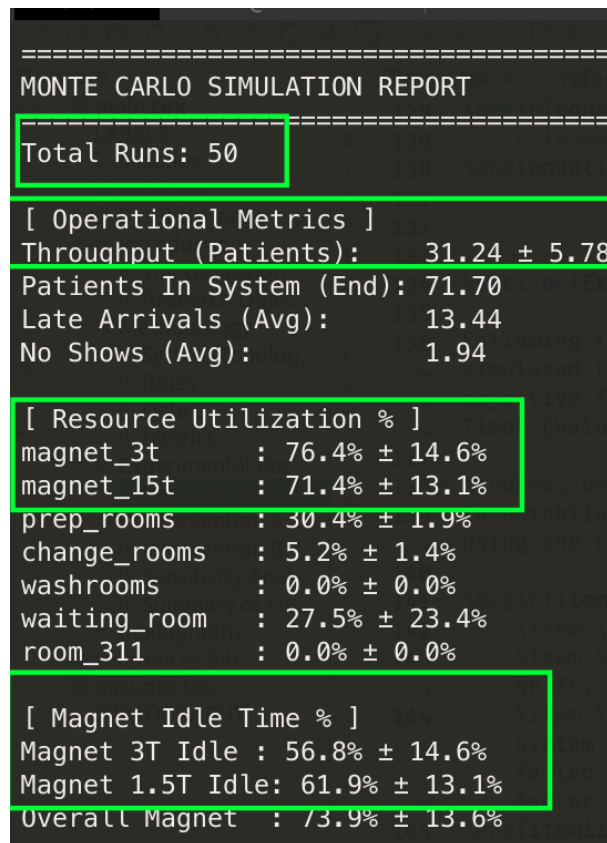 ==================================
MONTE CARLO SIMULATION REPORT
==================================
Total Runs: 50
[ Operational Metrics ]
Throughput (Patients): 31.24 ± 5.78
Patients In System (End): 71.70
Late Arrivals (Avg): 13.44
No Shows (Avg): 1.94
[ Resource Utilization % ]
magnet_3t : 76.4% ± 14.6%
magnet_15t : 71.4% ± 13.1%
prep_rooms : 30.4% ± 1.9%
change_rooms : 5.2% ± 1.4%
washrooms : 0.0% ± 0.0%
waiting_room : 27.5% ± 23.4%
room_311 : 0.0% ± 0.0%
[ Magnet Idle Time % ]
Magnet 3T Idle : 56.8% ± 14.6%
Magnet 1.5T Idle: 61.9% ± 13.1%
Overall Magnet : 73.9% ± 13.6%